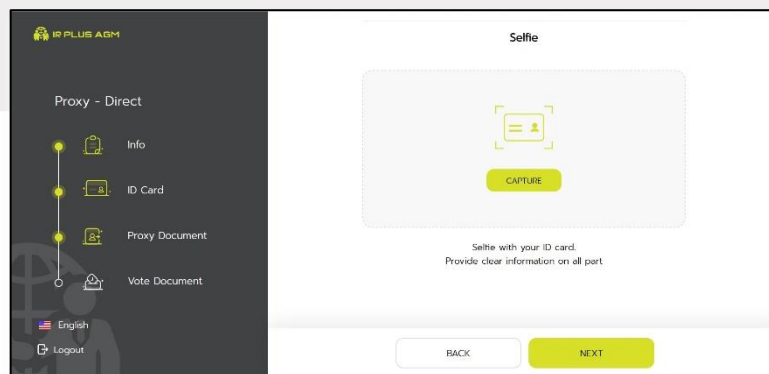 IR PLUS AGM
Proxy - Direct
Info
ID Card
Proxy Document
Vote Document
English
Logout
Selfie
CAPTURE
Selfie with your ID card.
Provide clear information on all part
BACK
NEXT